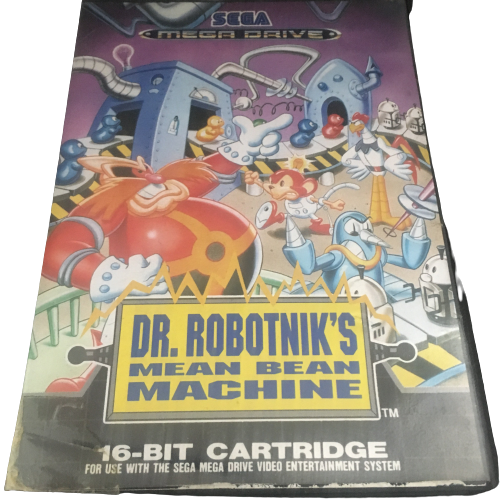 SEGA
MEGA DRIVE
DR. ROBOTNIK'S
MEAN BEAN
MACHINE
TM
16-BIT CARTRIDGE
FOR USE WITH THE SEGA MEGA DRIVE VIDEO ENTERTAINMENT SYSTEM